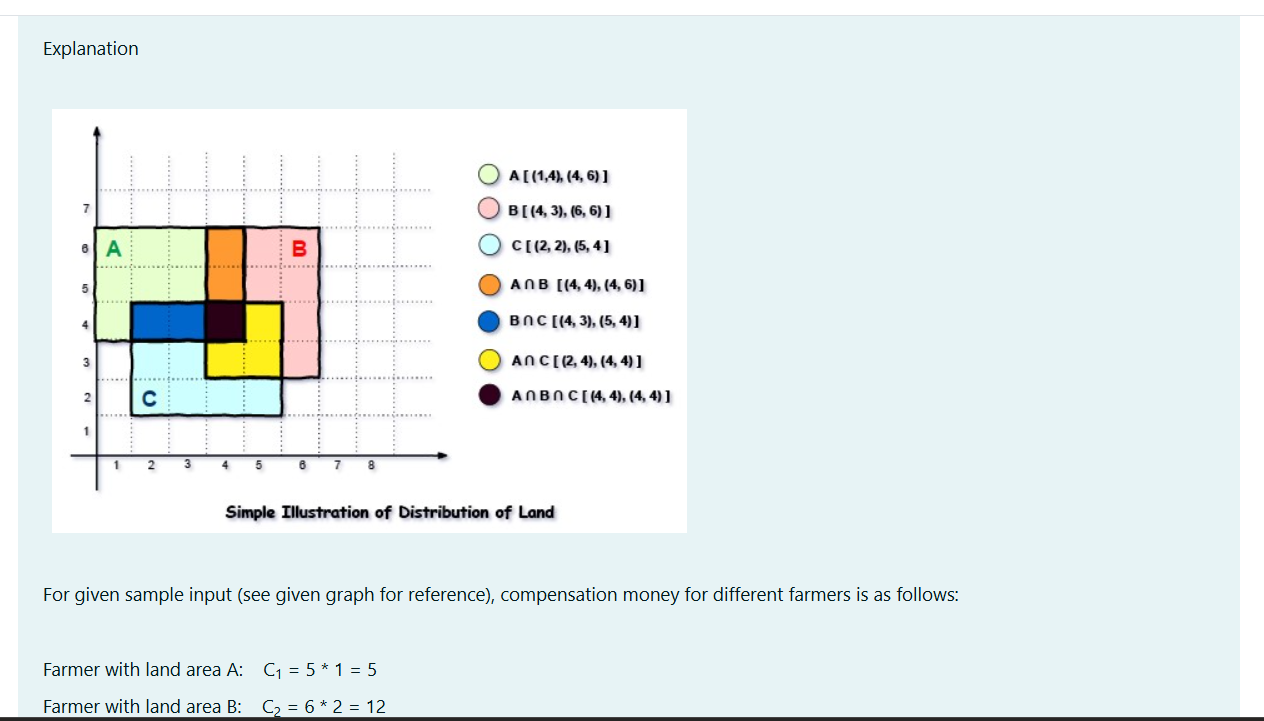 Explanation
7
6
5
4
3
2
1
A
B
C
1 2 3 4 5 6 7 8
A [ (1,4), (4, 6) ]
B [ (4, 3), (6, 6) ]
C [ (2, 2), (5, 4 ]
A ∩ B [(4, 4), (4, 6)]
B ∩ C [(4, 3), (5, 4)]
A ∩ C [ (2, 4), (4, 4) ]
A ∩ B ∩ C [ (4, 4), (4, 4) ]
Simple Illustration of Distribution of Land
For given sample input (see given graph for reference), compensation money for different farmers is as follows:
Farmer with land area A: C₁ = 5 * 1 = 5
Farmer with land area B: C₂ = 6 * 2 = 12